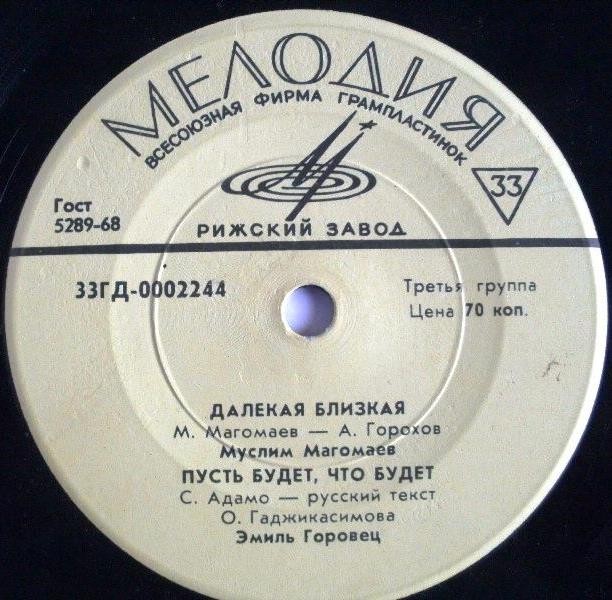 МЕЛОДИЯ
ВСЕСОЮЗНАЯ ФИРМА ГРАМПЛАСТИНОК
33
Гост
5289-68
РИЖСКИЙ ЗАВОД
33ГД-0002244
Третья группа
Цена 70 коп.
ДАЛЕКАЯ БЛИЗКАЯ
М. Магомаев — А. Горохов
Муслим Магомаев
ПУСТЬ БУДЕТ, ЧТО БУДЕТ
С. Адамо — русский текст
О. Гаджикасимова
Эмиль Горовец